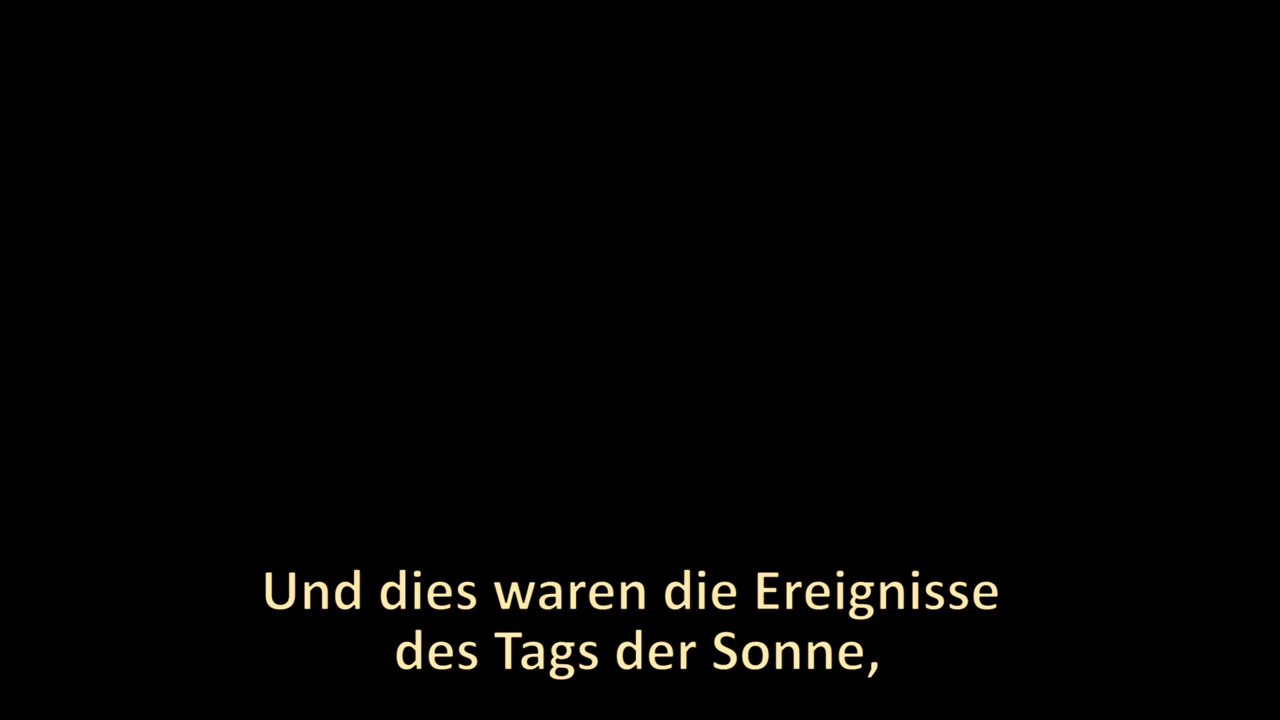 Und dies waren die Ereignisse
des Tags der Sonne,